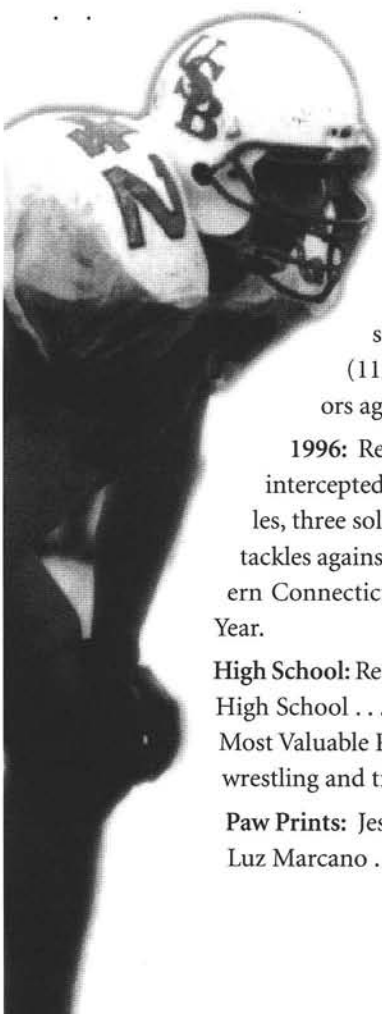 USB
N
s
(11
ors ag
1996: Re
intercepted
les, three sol
tackles agains
ern Connectic
Year.
High School: Re
High School . . .
Most Valuable
wrestling and t
Paw Prints: Jes
Luz Marcano .